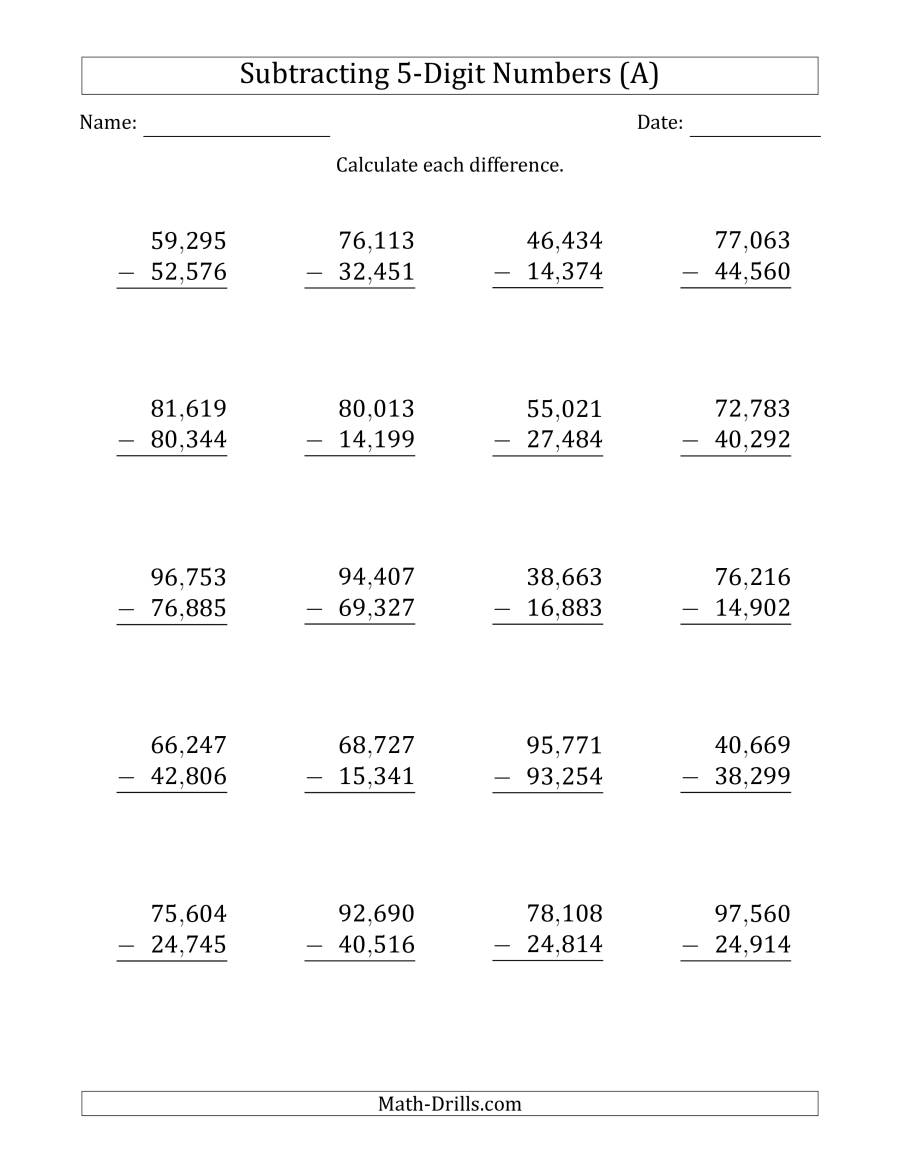 Subtracting 5-Digit Numbers (A)
Name: Date:
Calculate each difference.
59,295 76,113 46,434 77,063
− 52,576 − 32,451 − 14,374 − 44,560
81,619 80,013 55,021 72,783
− 80,344 − 14,199 − 27,484 − 40,292
96,753 94,407 38,663 76,216
− 76,885 − 69,327 − 16,883 − 14,902
66,247 68,727 95,771 40,669
− 42,806 − 15,341 − 93,254 − 38,299
75,604 92,690 78,108 97,560
− 24,745 − 40,516 − 24,814 − 24,914
Math-Drills.com